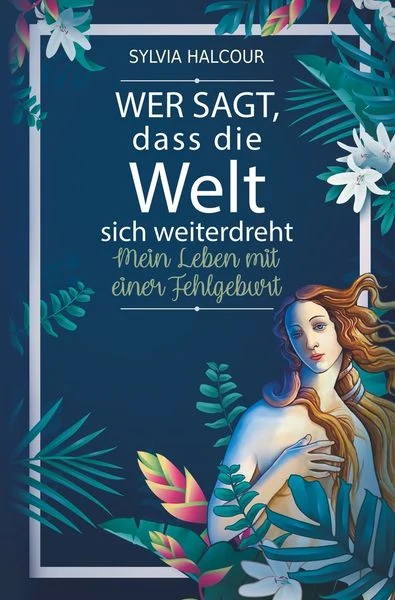 SYLVIA HALCOUR
WER SAGT,
dass die
Welt
sich weiterdreht
Mein Leben mit
einer Fehlgeburt